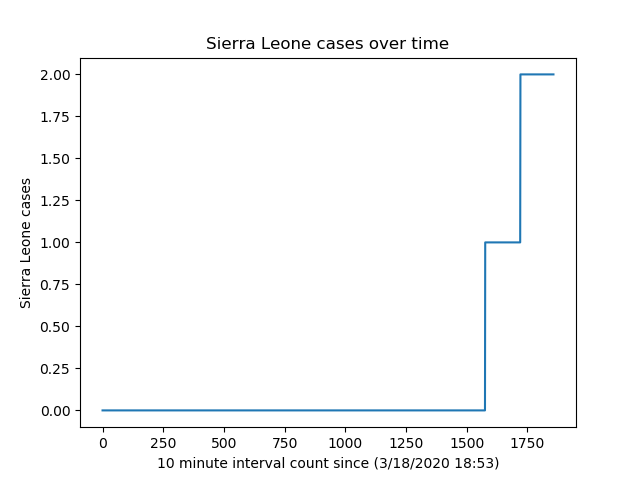 Sierra Leone cases over time
2.00
1.75
1.50
1.25
1.00
0.75
0.50
0.25
0.00
Sierra Leone cases
0 250 500 750 1000 1250 1500 1750
10 minute interval count since (3/18/2020 18:53)